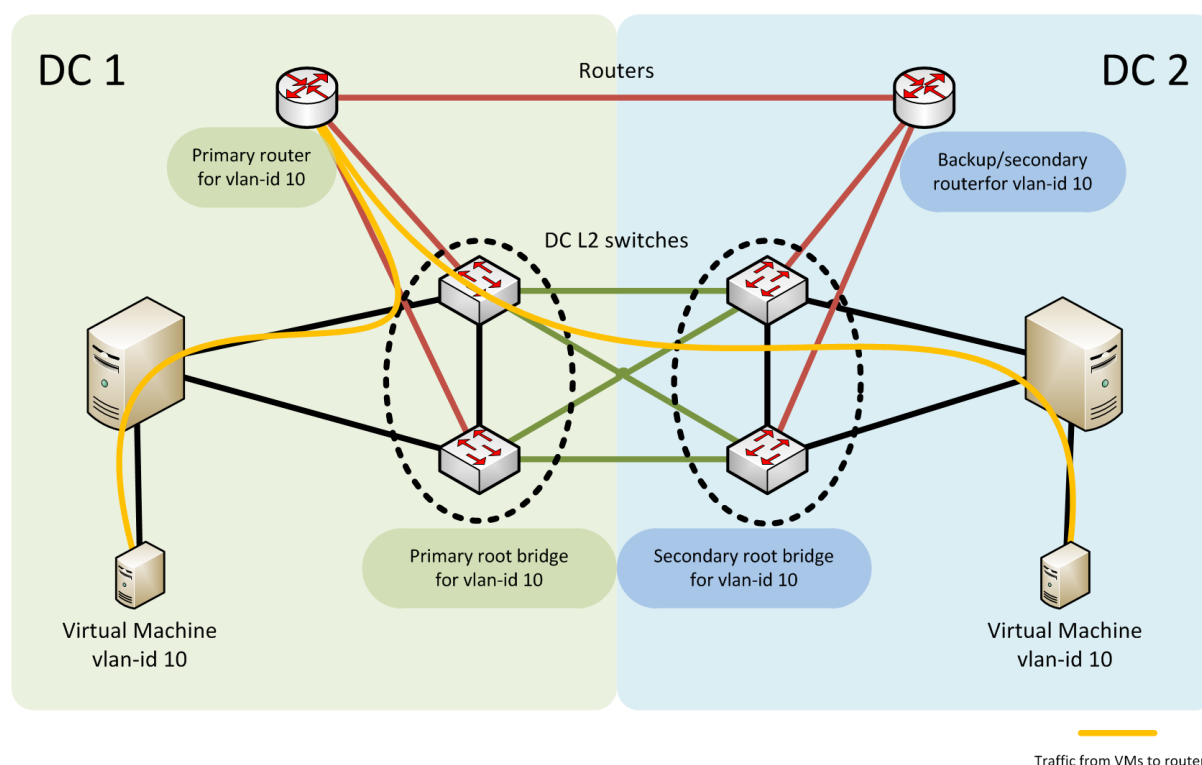 DC 1
Routers
DC 2
Primary router
for vlan-id 10
Backup/secondary
routerfor vlan-id 10
DC L2 switches
Primary root bridge
for vlan-id 10
Secondary root bridge
for vlan-id 10
Virtual Machine
vlan-id 10
Virtual Machine
vlan-id 10
Traffic from VMs to router